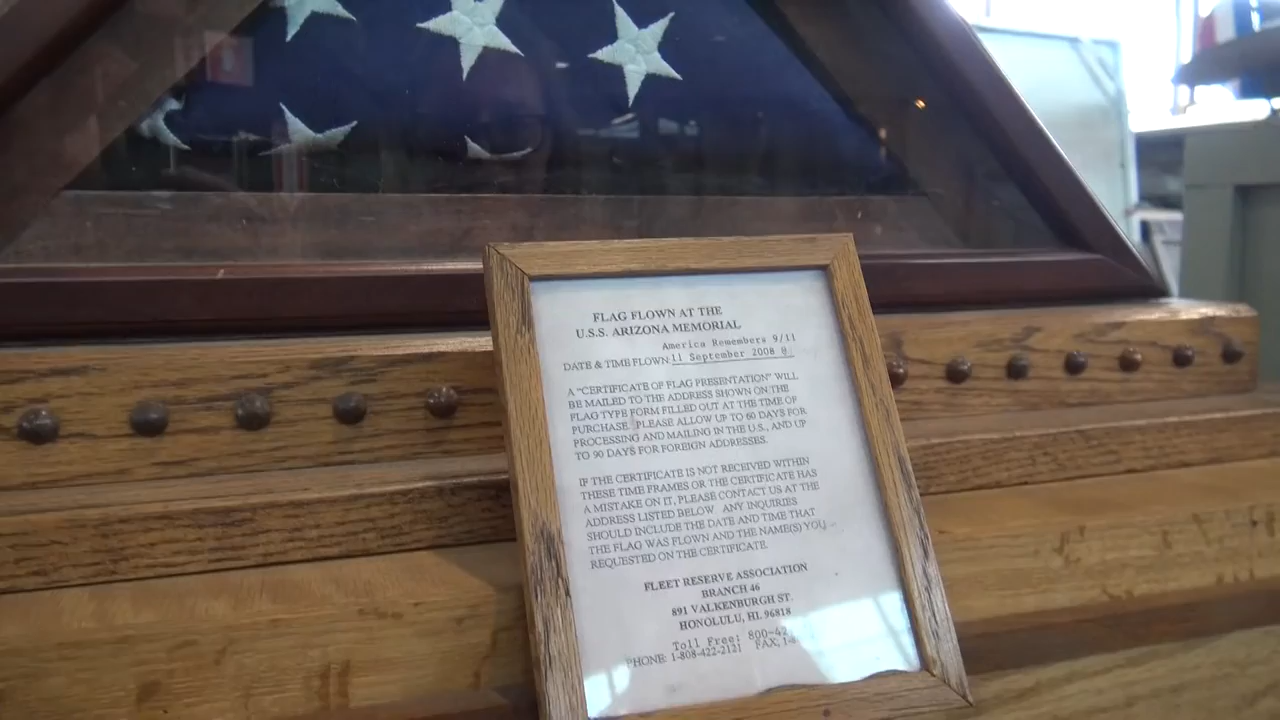 FLAG FLOWN AT THE
U.S.S. ARIZONA MEMORIAL
America Remembers 9/11
DATE & TIME FLOWN: 11 September 2008 @
A "CERTIFICATE OF FLAG PRESENTATION" WILL
BE MAILED TO THE ADDRESS SHOWN ON THE
FLAG TYPE FORM FILLED OUT AT THE TIME OF
PURCHASE. PLEASE ALLOW UP TO 60 DAYS FOR
PROCESSING AND MAILING IN THE U.S., AND UP
TO 90 DAYS FOR FOREIGN ADDRESSES.
IF THE CERTIFICATE IS NOT RECEIVED WITHIN
THESE TIME FRAMES OR THE CERTIFICATE HAS
A MISTAKE ON IT, PLEASE CONTACT US AT THE
ADDRESS LISTED BELOW. ANY INQUIRIES
SHOULD INCLUDE THE DATE AND TIME THAT
THE FLAG WAS FLOWN AND THE NAME(S) YOU
REQUESTED ON THE CERTIFICATE.
FLEET RESERVE ASSOCIATION
BRANCH 46
891 VALKENBURGH ST.
HONOLULU, HI. 96818
Toll Free: 800-42
PHONE: 1-808-422-2121 FAX; 1-